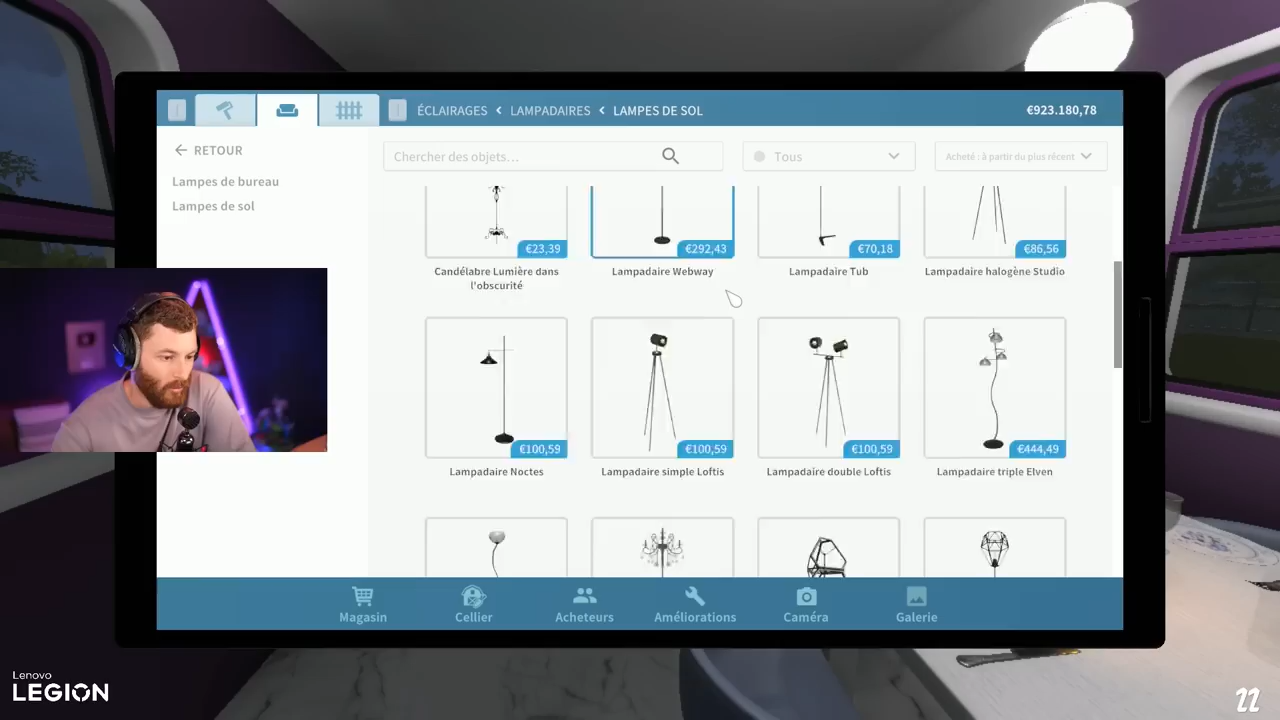 ÉCLAIRAGES < LAMPADAIRES < LAMPES DE SOL
€923.180,78
RETOUR
Chercher des objets...
Tous
Acheté : à partir du plus récent
Lampes de bureau
Lampes de sol
€23,39
€292,43
€70,18
€86,56
Candélabre Lumière dans
l'obscurité
Lampadaire Webway
Lampadaire Tub
Lampadaire halogène Studio
€100,59
€100,59
€100,59
€444,49
Lampadaire Noctes
Lampadaire simple Loftis
Lampadaire double Loftis
Lampadaire triple Elven
Magasin
Cellier
Acheteurs
Améliorations
Caméra
Galerie
Lenovo
LEGION
22